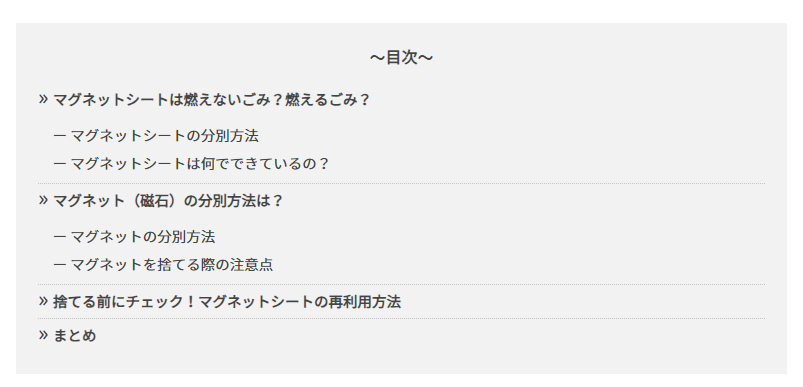 ～目次～
» マグネットシートは燃えないごみ？燃えるごみ？
ー マグネットシートの分別方法
ー マグネットシートは何でできているの？
» マグネット（磁石）の分別方法は？
ー マグネットの分別方法
ー マグネットを捨てる際の注意点
» 捨てる前にチェック！マグネットシートの再利用方法
» まとめ